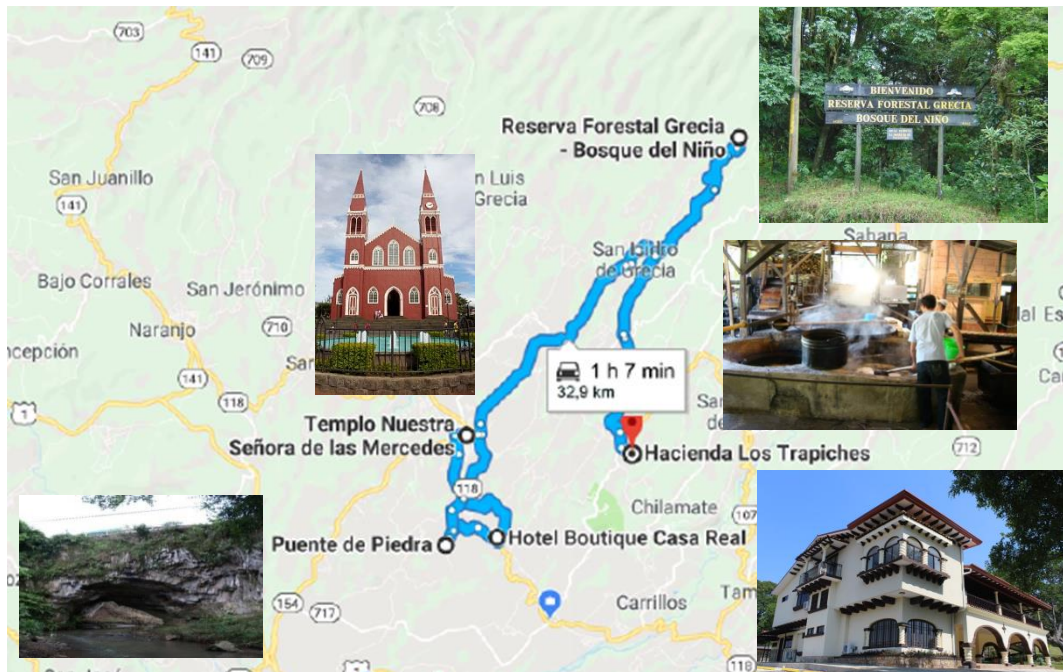 703
141
709
708
San Juanillo
141
Bajo Corrales
San Jerónimo
710
Naranjo
ncepción
141
118
1
Reserva Forestal Grecia
- Bosque del Niño
BIENVENIDO
RESERVA FORESTAL GRECIA
BOSQUE DEL NIÑO
n Luis
Grecia
San Isidro
de Grecia
Sabana
1 h 7 min
32,9 km
Templo Nuestra
Señora de las Mercedes
Hacienda Los Trapiches
712
118
Chilamate
107
Puente de Piedra
Hotel Boutique Casa Real
154
717
Carrillos
Tam
118
1